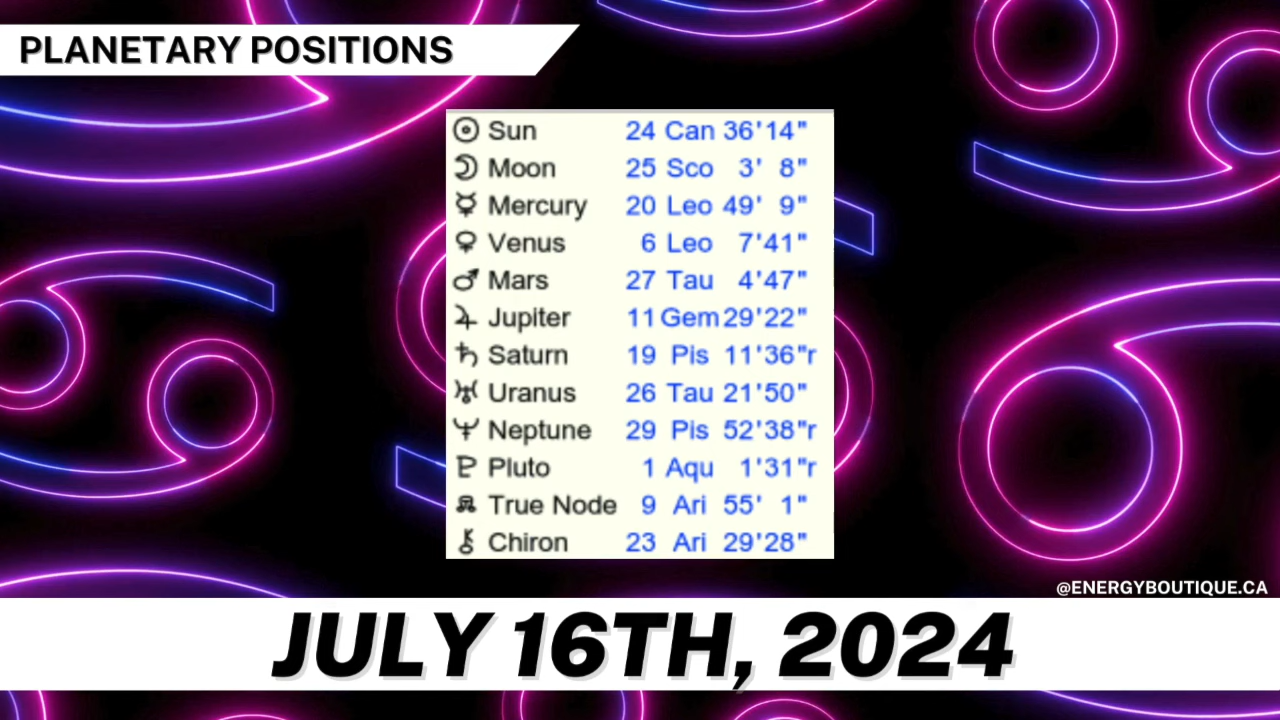 PLANETARY POSITIONS
Sun 24 Can 36'14"
Moon 25 Sco 3' 8"
Mercury 20 Leo 49' 9"
Venus 6 Leo 7'41"
Mars 27 Tau 4'47"
Jupiter 11 Gem 29'22"
Saturn 19 Pis 11'36"r
Uranus 26 Tau 21'50"
Neptune 29 Pis 52'38"r
Pluto 1 Aqu 1'31"r
True Node 9 Ari 55' 1"
Chiron 23 Ari 29'28"
@ENERGYBOUTIQUE.CA
JULY 16TH, 2024